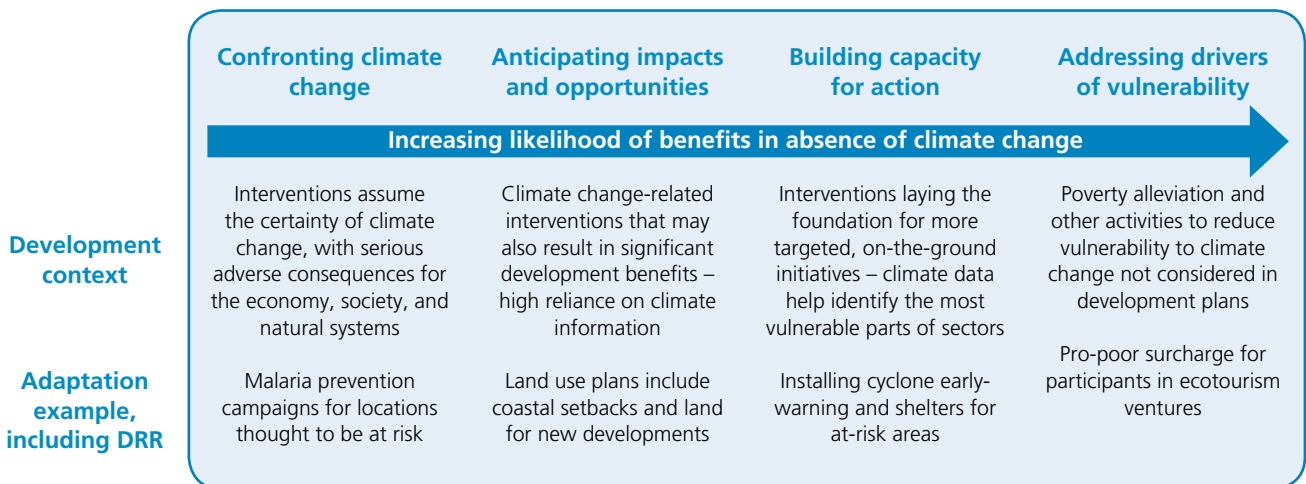 Confronting climate
change
Anticipating impacts
and opportunities
Building capacity
for action
Addressing drivers
of vulnerability
Increasing likelihood of benefits in absence of climate change
Development
context
Interventions assume
the certainty of climate
change, with serious
adverse consequences for
the economy, society, and
natural systems
Climate change-related
interventions that may
also result in significant
development benefits –
high reliance on climate
information
Interventions laying the
foundation for more
targeted, on-the-ground
initiatives – climate data
help identify the most
vulnerable parts of sectors
Poverty alleviation and
other activities to reduce
vulnerability to climate
change not considered in
development plans
Adaptation
example,
including DRR
Malaria prevention
campaigns for locations
thought to be at risk
Land use plans include
coastal setbacks and land
for new developments
Installing cyclone early-
warning and shelters for
at-risk areas
Pro-poor surcharge for
participants in ecotourism
ventures